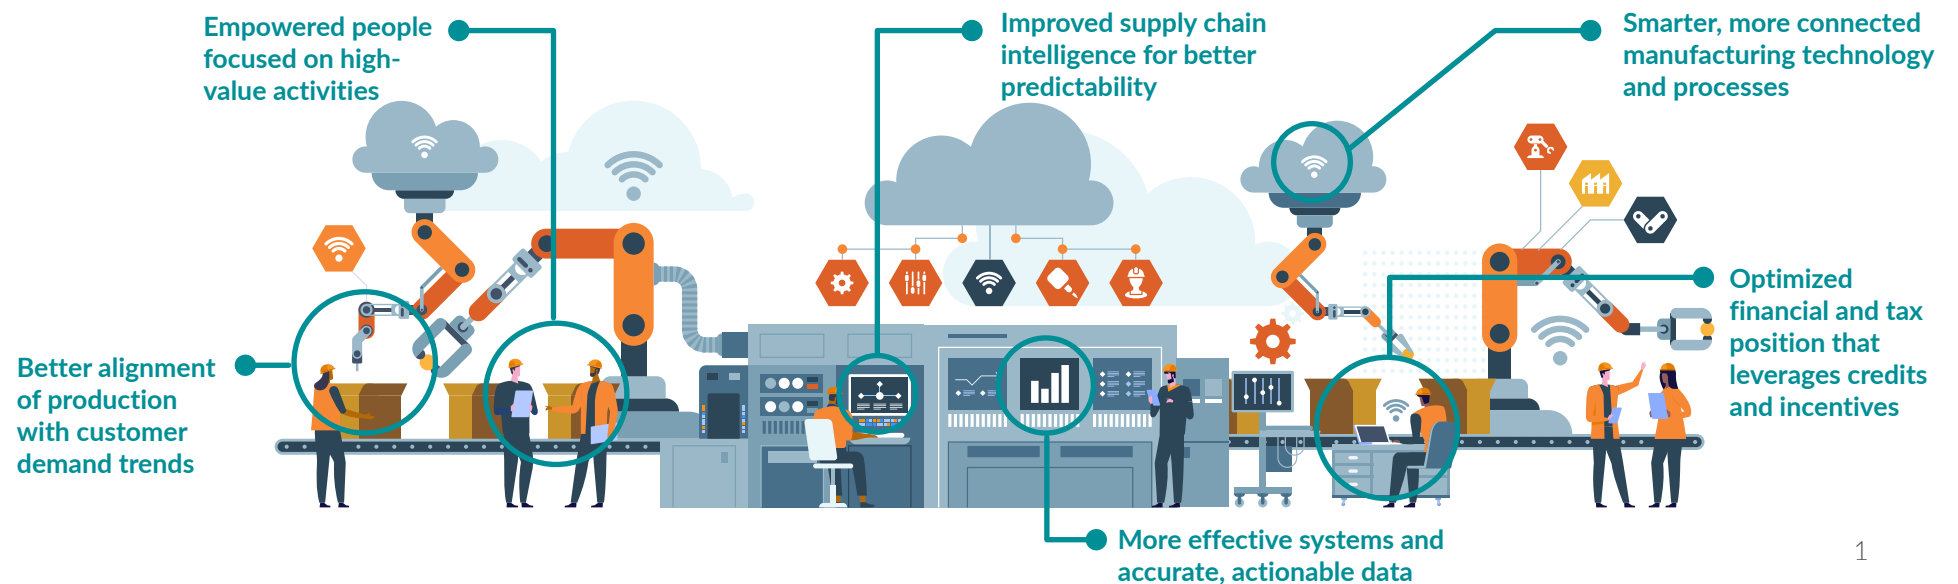 Empowered people
focused on high-
value activities
Improved supply chain
intelligence for better
predictability
Smarter, more connected
manufacturing technology
and processes
Better alignment
of production
with customer
demand trends
Optimized
financial and tax
position that
leverages credits
and incentives
More effective systems and
accurate, actionable data
1